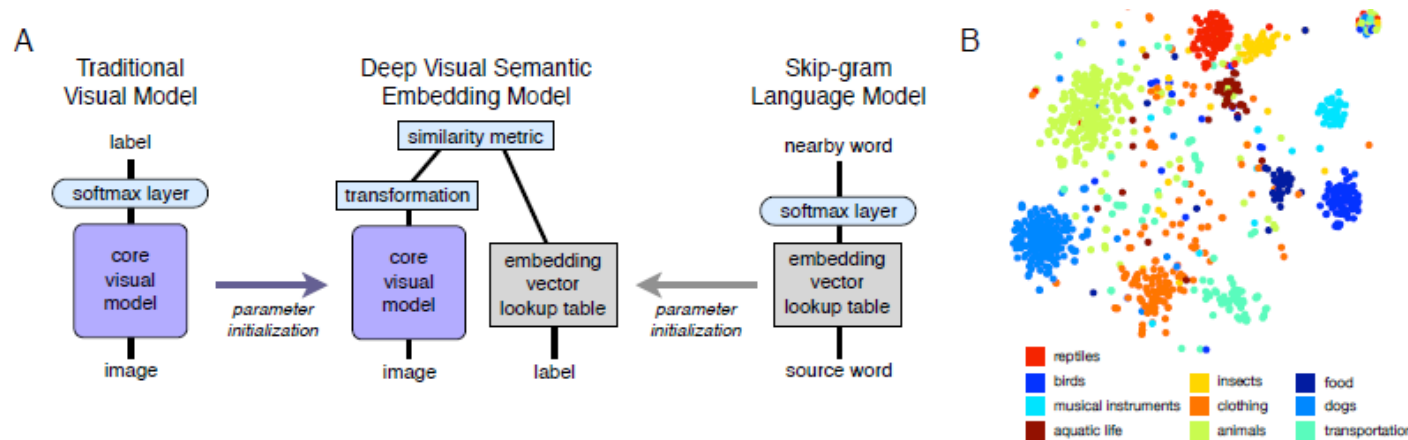 A
Traditional
Visual Model
label
softmax layer
core
visual
model
image
parameter
initialization
Deep Visual Semantic
Embedding Model
similarity metric
transformation
core
visual
model
image
embedding
vector
lookup table
label
parameter
initialization
Skip-gram
Language Model
nearby word
softmax layer
embedding
vector
lookup table
source word
B
reptiles
birds
musical instruments
aquatic life
insects
clothing
animals
food
dogs
transportation